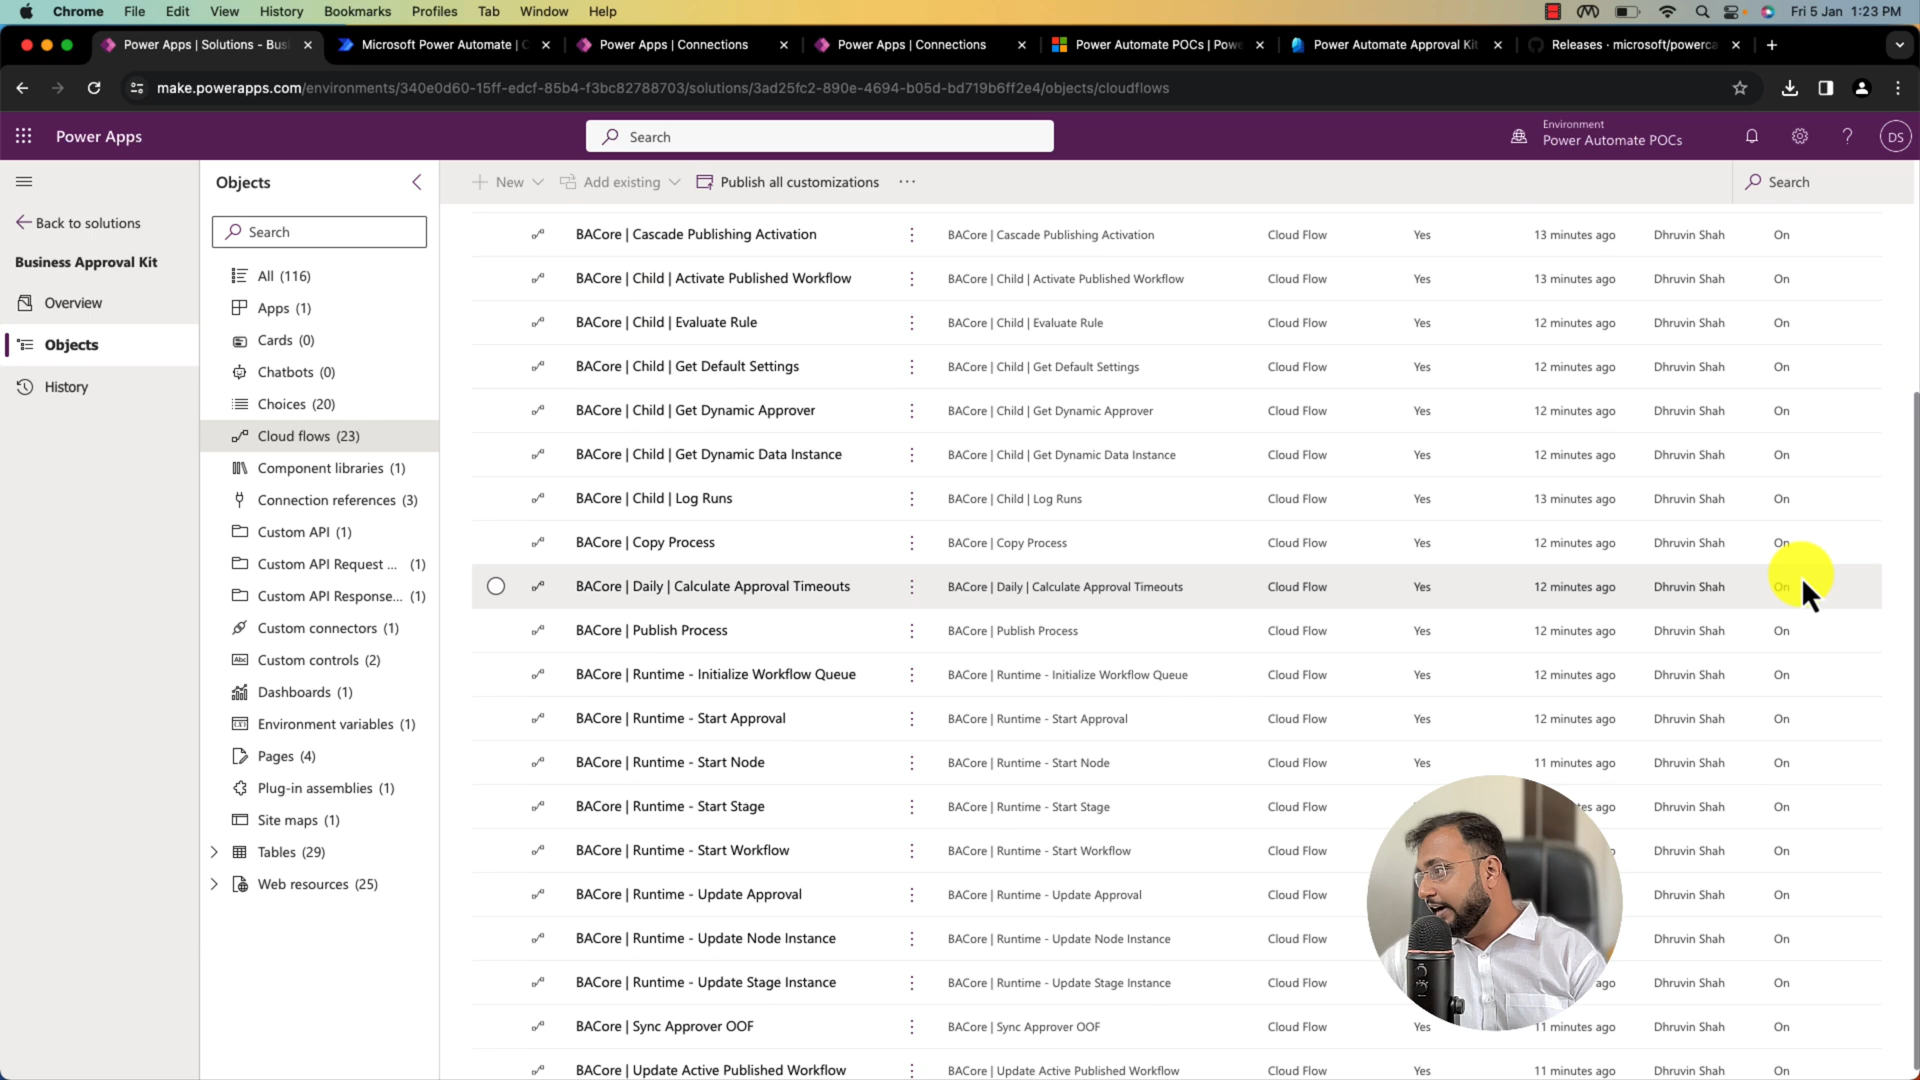 Chrome File Edit View History Bookmarks Profiles Tab Window Help Fri 5 Jan 1:23 PM
Power Apps | Solutions - Busi Microsoft Power Automate | C Power Apps | Connections Power Apps | Connections Power Automate POCs | Powe Power Automate Approval Kit Releases · microsoft/powerca
make.powerapps.com/environments/340e0d60-15ff-edcf-85b4-f3bc82788703/solutions/3ad25fc2-890e-4694-b05d-bd719b6ff2e4/objects/cloudflows
Power Apps Search Environment
Power Automate POCs DS
Back to solutions
Business Approval Kit
Overview
Objects
History
Objects
Search
All (116)
Apps (1)
Cards (0)
Chatbots (0)
Choices (20)
Cloud flows (23)
Component libraries (1)
Connection references (3)
Custom API (1)
Custom API Request ... (1)
Custom API Response... (1)
Custom connectors (1)
Custom controls (2)
Dashboards (1)
Environment variables (1)
Pages (4)
Plug-in assemblies (1)
Site maps (1)
Tables (29)
Web resources (25)
New Add existing Publish all customizations ... Search
BACore | Cascade Publishing Activation BACore | Cascade Publishing Activation Cloud Flow Yes 13 minutes ago Dhruvin Shah On
BACore | Child | Activate Published Workflow BACore | Child | Activate Published Workflow Cloud Flow Yes 13 minutes ago Dhruvin Shah On
BACore | Child | Evaluate Rule BACore | Child | Evaluate Rule Cloud Flow Yes 12 minutes ago Dhruvin Shah On
BACore | Child | Get Default Settings BACore | Child | Get Default Settings Cloud Flow Yes 12 minutes ago Dhruvin Shah On
BACore | Child | Get Dynamic Approver BACore | Child | Get Dynamic Approver Cloud Flow Yes 12 minutes ago Dhruvin Shah On
BACore | Child | Get Dynamic Data Instance BACore | Child | Get Dynamic Data Instance Cloud Flow Yes 12 minutes ago Dhruvin Shah On
BACore | Child | Log Runs BACore | Child | Log Runs Cloud Flow Yes 13 minutes ago Dhruvin Shah On
BACore | Copy Process BACore | Copy Process Cloud Flow Yes 12 minutes ago Dhruvin Shah On
BACore | Daily | Calculate Approval Timeouts BACore | Daily | Calculate Approval Timeouts Cloud Flow Yes 12 minutes ago Dhruvin Shah On
BACore | Publish Process BACore | Publish Process Cloud Flow Yes 12 minutes ago Dhruvin Shah On
BACore | Runtime - Initialize Workflow Queue BACore | Runtime - Initialize Workflow Queue Cloud Flow Yes 12 minutes ago Dhruvin Shah On
BACore | Runtime - Start Approval BACore | Runtime - Start Approval Cloud Flow Yes 12 minutes ago Dhruvin Shah On
BACore | Runtime - Start Node BACore | Runtime - Start Node Cloud Flow Yes 11 minutes ago Dhruvin Shah On
BACore | Runtime - Start Stage BACore | Runtime - Start Stage Cloud Flow ago Dhruvin Shah On
BACore | Runtime - Start Workflow BACore | Runtime - Start Workflow Cloud Flow Dhruvin Shah On
BACore | Runtime - Update Approval BACore | Runtime - Update Approval Cloud Flow Dhruvin Shah On
BACore | Runtime - Update Node Instance BACore | Runtime - Update Node Instance Cloud Flow Dhruvin Shah On
BACore | Runtime - Update Stage Instance BACore | Runtime - Update Stage Instance Cloud Flow ago Dhruvin Shah On
BACore | Sync Approver OOF BACore | Sync Approver OOF Cloud Flow Yes 11 minutes ago Dhruvin Shah On
BACore | Update Active Published Workflow BACore | Update Active Published Workflow Cloud Flow Yes 11 minutes ago Dhruvin Shah On